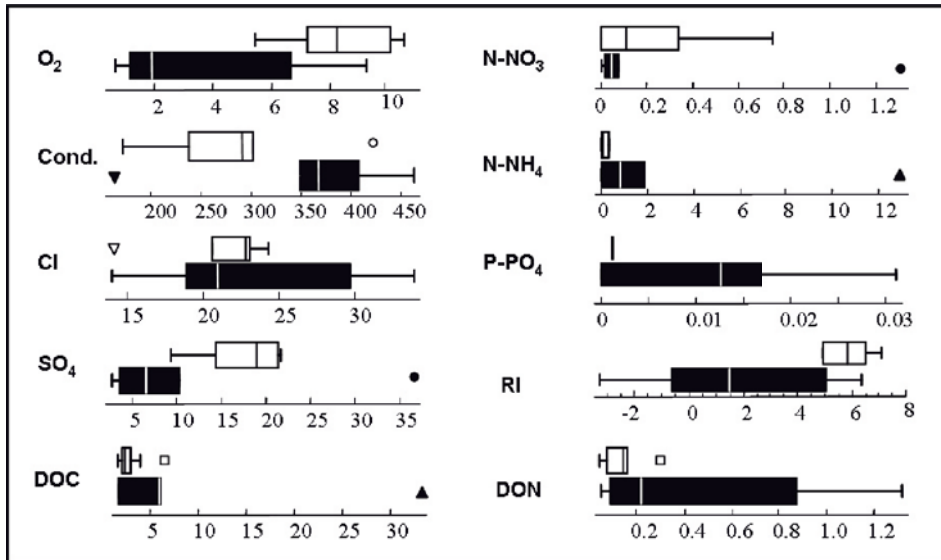 O2
2 4 6 8 10
Cond.
200 250 300 350 400 450
Cl
15 20 25 30
SO4
5 10 15 20 25 30 35
DOC
5 10 15 20 25 30
N-NO3
0 0.2 0.4 0.6 0.8 1.0 1.2
N-NH4
0 2 4 6 8 10 12
P-PO4
0 0.01 0.02 0.03
RI
-2 0 2 4 6 8
DON
0.2 0.4 0.6 0.8 1.0 1.2